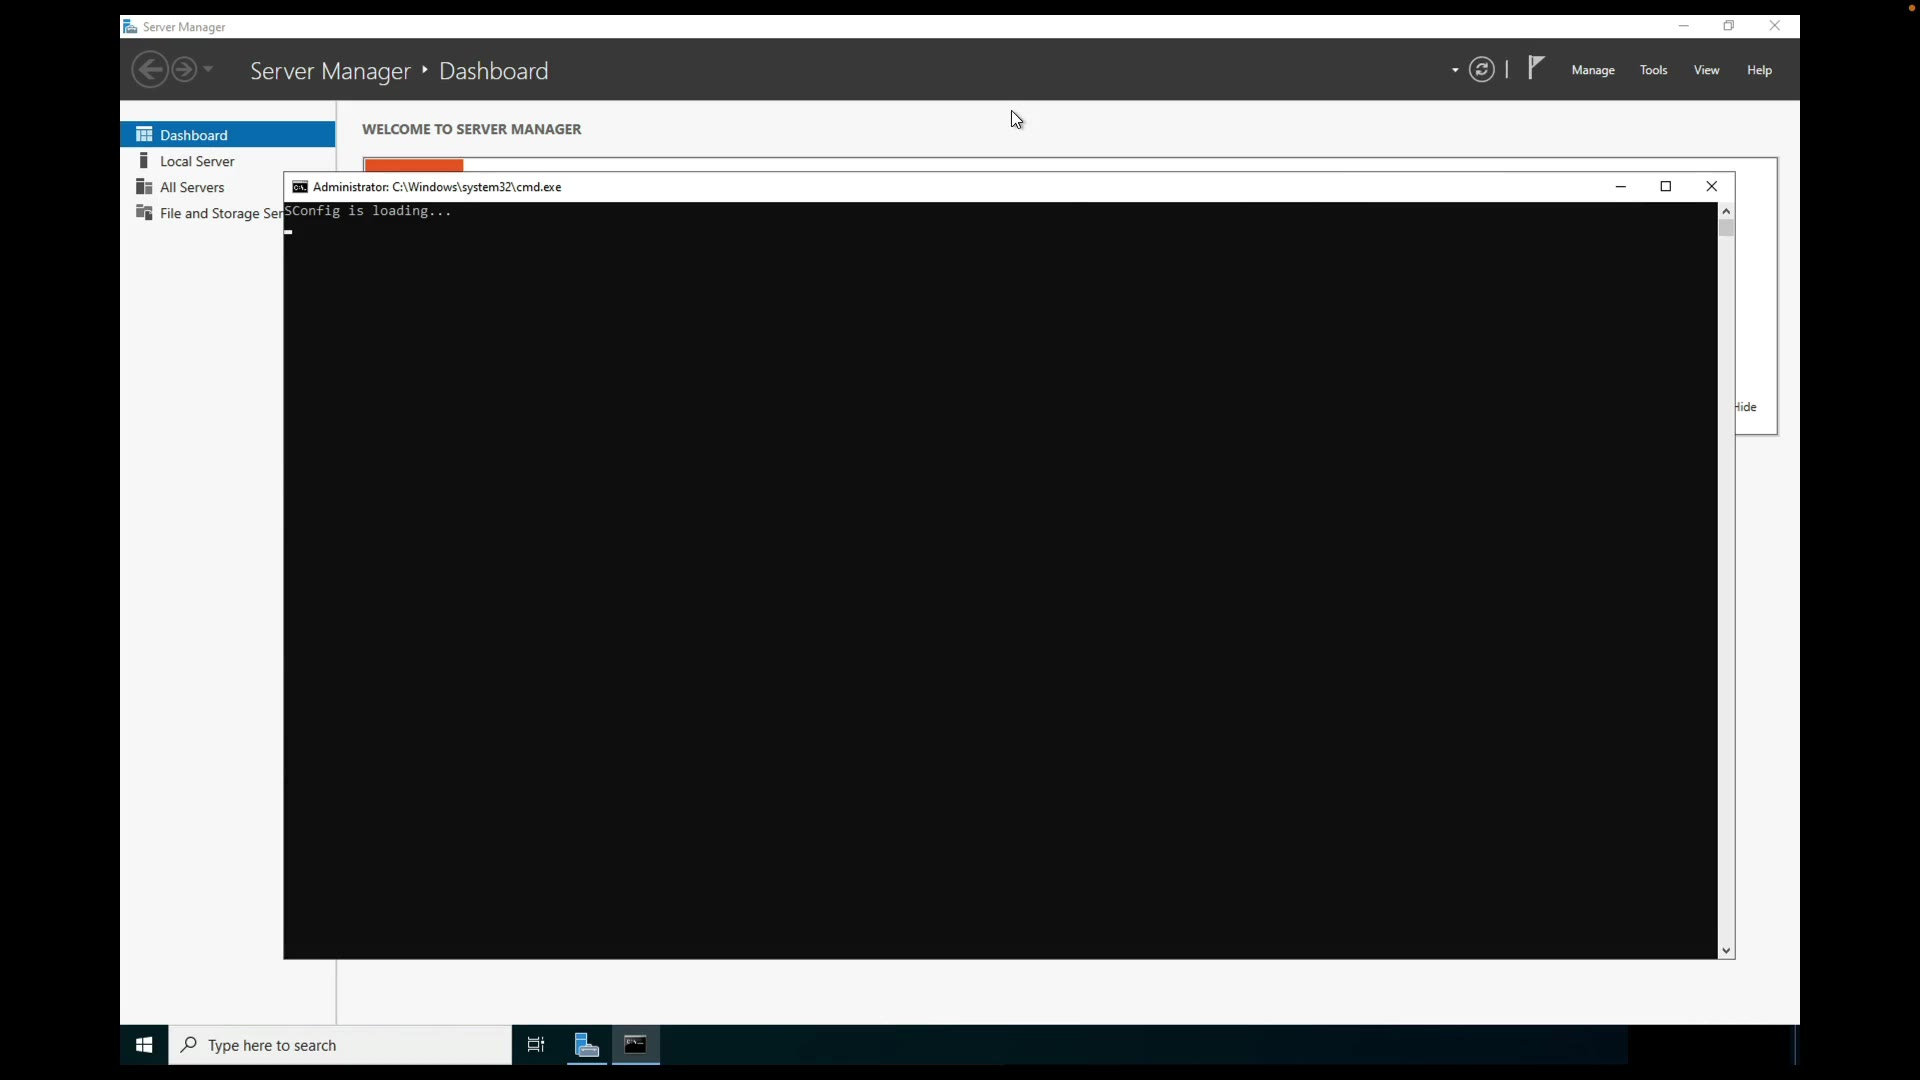 Server Manager
Server Manager ‣ Dashboard
Manage
Tools
View
Help
Dashboard
Local Server
All Servers
File and Storage Ser
WELCOME TO SERVER MANAGER
Administrator: C:\Windows\system32\cmd.exe
SConfig is loading...
Hide
Type here to search